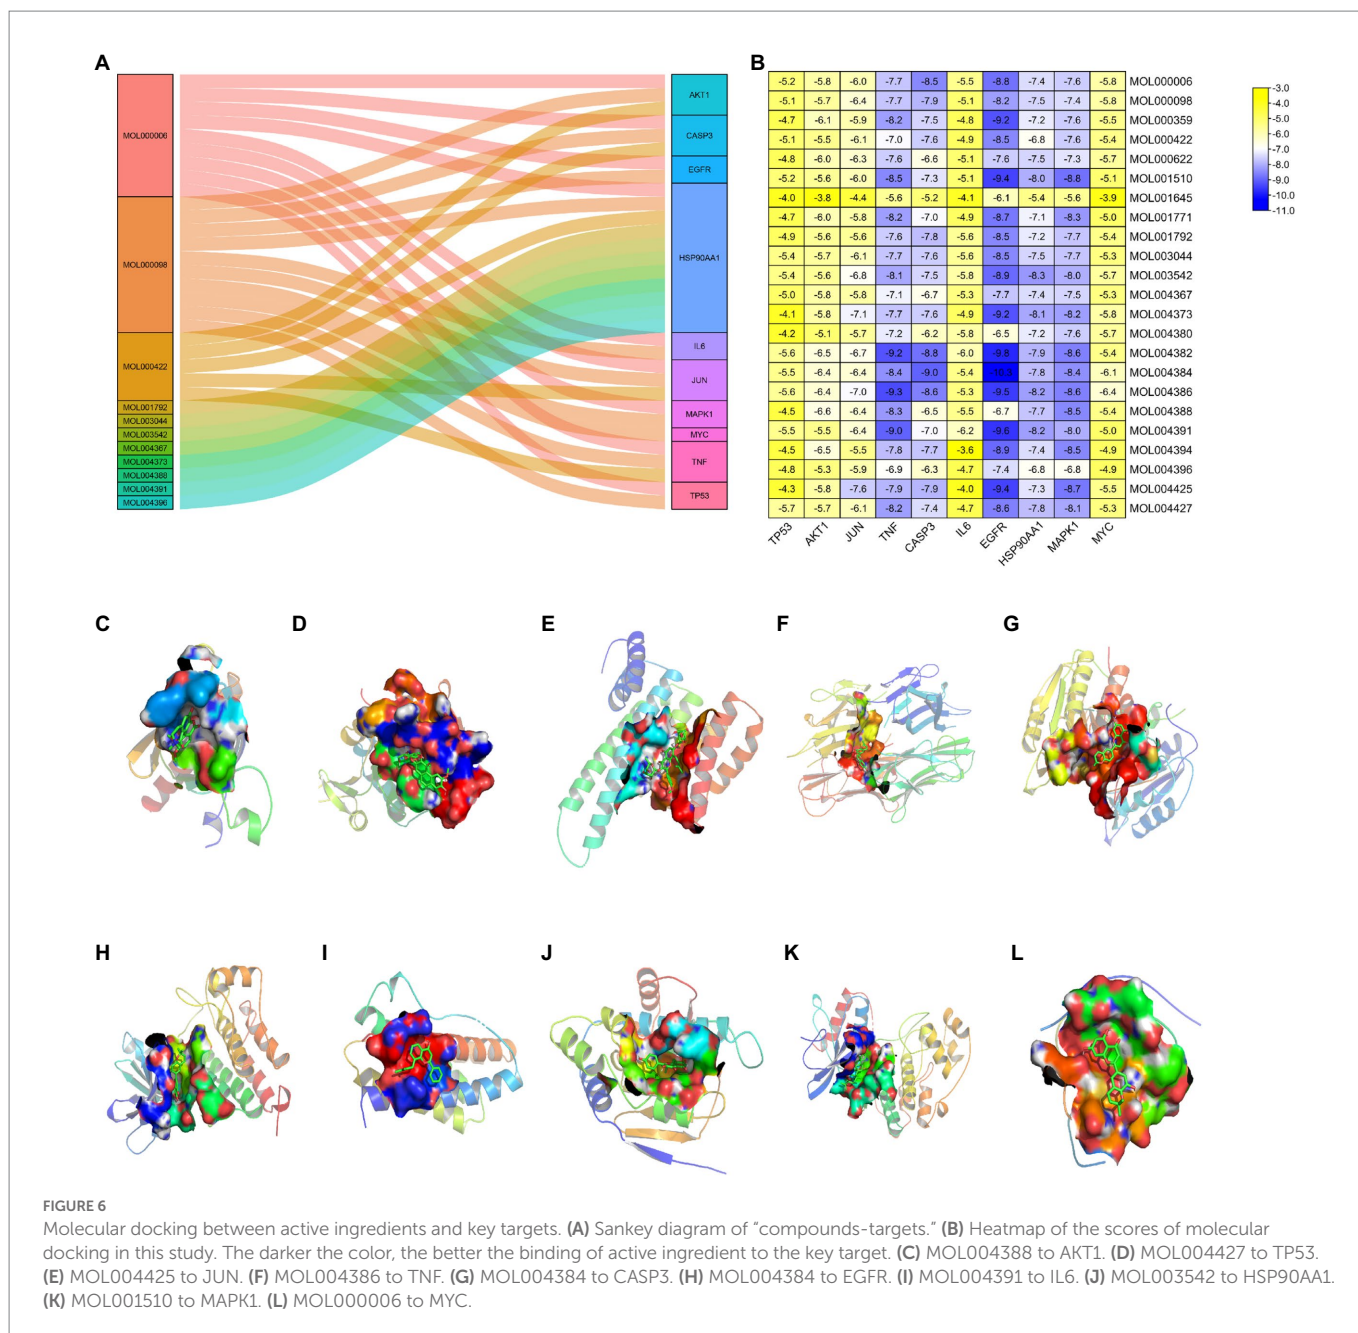 A
MOL000006
MOL000098
MOL000422
MOL001792
MOL003044
MOL003542
MOL004367
MOL004373
MOL004388
MOL004391
MOL004396
AKT1
CASP3
EGFR
HSP90AA1
IL6
JUN
MAPK1
MYC
TNF
TP53
B
-5.2 -5.8 -6.0 -7.7 -8.5 -5.5 -8.8 -7.4 -7.6 -5.8 MOL000006
-5.1 -5.7 -6.4 -7.7 -7.9 -5.1 -8.2 -7.5 -7.4 -5.8 MOL000098
-4.7 -6.1 -5.9 -8.2 -7.5 -4.8 -9.2 -7.2 -7.6 -5.5 MOL000359
-5.1 -5.5 -6.1 -7.0 -7.6 -4.9 -8.5 -6.8 -7.6 -5.4 MOL000422
-4.8 -6.0 -6.3 -7.6 -6.6 -5.1 -7.6 -7.5 -7.3 -5.7 MOL000622
-5.2 -5.6 -6.0 -8.5 -7.3 -5.1 -9.4 -8.0 -8.8 -5.1 MOL001510
-4.0 -3.8 -4.4 -5.6 -5.2 -4.1 -6.1 -5.4 -5.6 -3.9 MOL001645
-4.7 -6.0 -5.8 -8.2 -7.0 -4.9 -8.7 -7.1 -8.3 -5.0 MOL001771
-4.9 -5.6 -5.6 -7.6 -7.8 -5.6 -8.5 -7.2 -7.7 -5.4 MOL001792
-5.4 -5.7 -6.1 -7.7 -7.6 -5.6 -8.5 -7.5 -7.7 -5.3 MOL003044
-5.4 -5.6 -6.8 -8.1 -7.5 -5.8 -8.9 -8.3 -8.0 -5.7 MOL003542
-5.0 -5.8 -5.8 -7.1 -6.7 -5.3 -7.7 -7.4 -7.5 -5.3 MOL004367
-4.1 -5.8 -7.1 -7.7 -7.6 -4.9 -9.2 -8.1 -8.2 -5.8 MOL004373
-4.2 -5.1 -5.7 -7.2 -6.2 -5.8 -6.5 -7.2 -7.6 -5.7 MOL004380
-5.6 -6.5 -6.7 -9.2 -8.8 -6.0 -9.8 -7.9 -8.6 -5.4 MOL004382
-5.5 -6.4 -6.4 -8.4 -9.0 -5.4 -10.3 -7.8 -8.4 -6.1 MOL004384
-5.6 -6.4 -7.0 -9.3 -8.6 -5.5 -9.5 -8.2 -8.6 -6.4 MOL004386
-4.5 -6.6 -6.4 -8.3 -6.5 -5.5 -6.7 -7.7 -8.5 -5.4 MOL004388
-5.5 -5.5 -6.4 -9.0 -7.0 -6.2 -9.6 -8.2 -8.0 -5.0 MOL004391
-4.5 -6.5 -5.5 -7.8 -7.7 -3.6 -8.9 -7.4 -8.5 -4.9 MOL004394
-4.8 -5.3 -5.9 -6.9 -6.3 -4.7 -7.4 -6.8 -6.8 -4.9 MOL004396
-4.3 -5.8 -7.6 -7.9 -7.9 -4.0 -9.4 -7.3 -8.7 -5.5 MOL004425
-5.7 -5.7 -6.1 -8.2 -7.4 -4.7 -8.6 -7.8 -8.1 -5.3 MOL004427
TP53 AKT1 JUN TNF CASP3 IL6 EGFR HSP90AA1 MAPK1 MYC
-3.0
-4.0
-5.0
-6.0
-7.0
-8.0
-9.0
-10.0
-11.0
C D E F G
H I J K L
FIGURE 6
Molecular docking between active ingredients and key targets. (A) Sankey diagram of "compounds-targets." (B) Heatmap of the scores of molecular
docking in this study. The darker the color, the better the binding of active ingredient to the key target. (C) MOL004388 to AKT1. (D) MOL004427 to TP53.
(E) MOL004425 to JUN. (F) MOL004386 to TNF. (G) MOL004384 to CASP3. (H) MOL004384 to EGFR. (I) MOL004391 to IL6. (J) MOL003542 to HSP90AA1.
(K) MOL001510 to MAPK1. (L) MOL000006 to MYC.